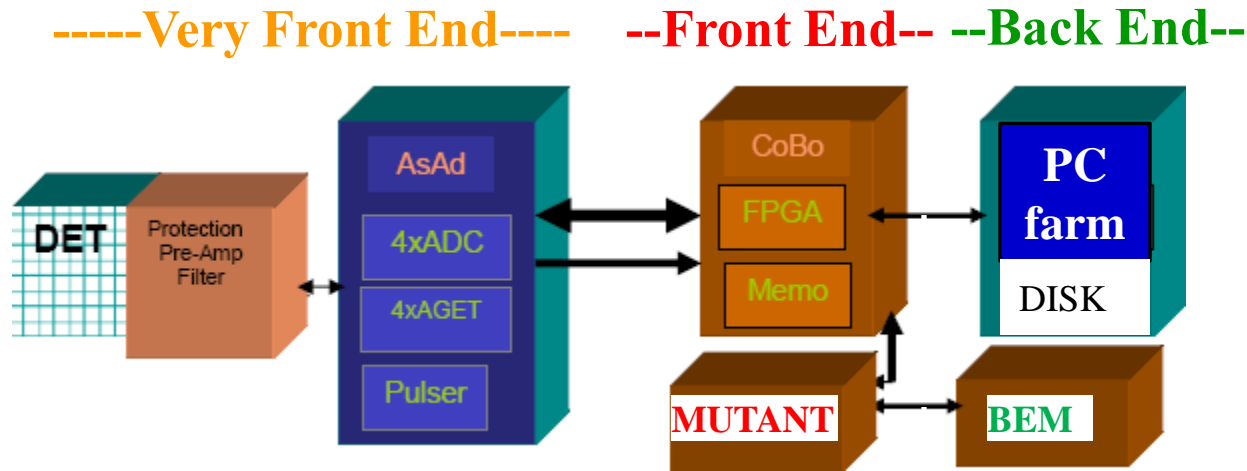 -----Very Front End----
--Front End--
--Back End--
DET
Protection
Pre-Amp
Filter
AsAd
4xADC
4xAGET
Pulser
CoBo
FPGA
Memo
PC
farm
DISK
MUTANT
BEM